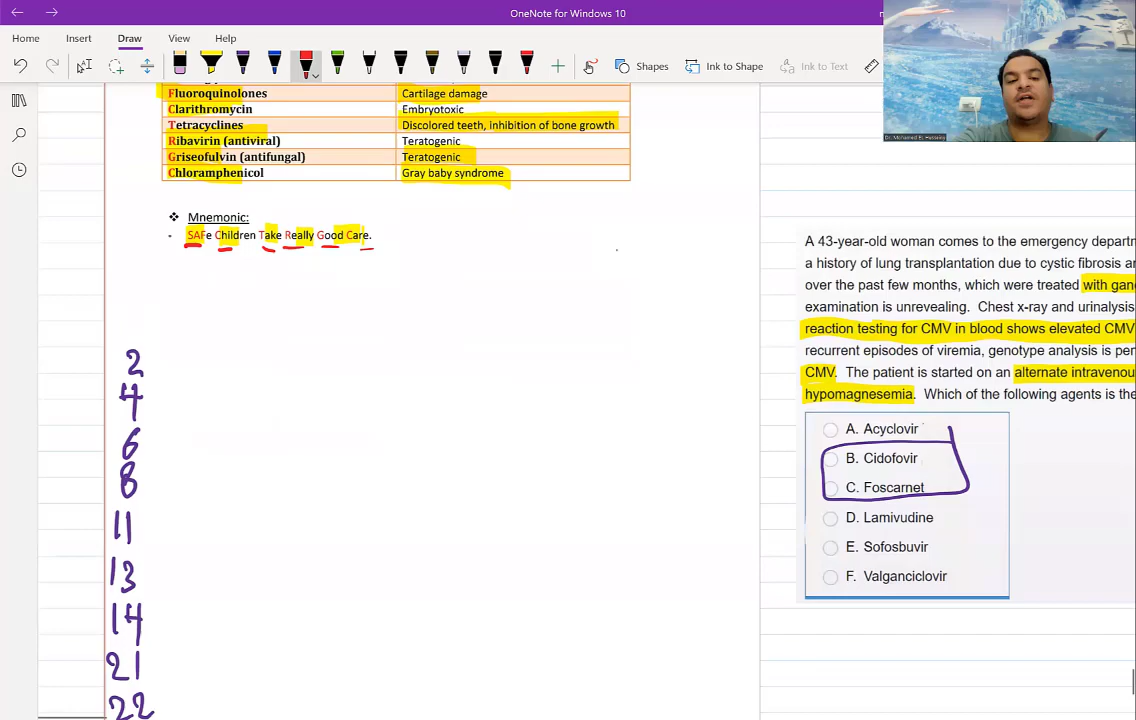 OneNote for Windows 10
Home Insert Draw View Help
Shapes Ink to Shape Ink to Text
Dr. Mohamed EL Husseiny
Fluoroquinolones Cartilage damage
Clarithromycin Embryotoxic
Tetracyclines Discolored teeth, inhibition of bone growth
Ribavirin (antiviral) Teratogenic
Griseofulvin (antifungal) Teratogenic
Chloramphenicol Gray baby syndrome
❖ Mnemonic:
- SAFe Children Take Really Good Care.
2
4
6
8
11
13
14
21
22
A 43-year-old woman comes to the emergency departm
a history of lung transplantation due to cystic fibrosis a
over the past few months, which were treated with gan
examination is unrevealing. Chest x-ray and urinalysis
reaction testing for CMV in blood shows elevated CMV
recurrent episodes of viremia, genotype analysis is per
CMV. The patient is started on an alternate intravenou
hypomagnesemia. Which of the following agents is the
A. Acyclovir
B. Cidofovir
C. Foscarnet
D. Lamivudine
E. Sofosbuvir
F. Valganciclovir